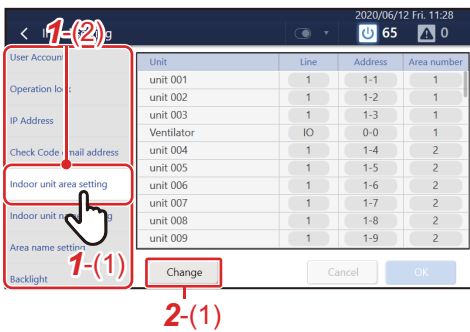 2020/06/12 Fri. 11:28
1-(2)
65
0
User Account
Operation lock
IP Address
Check Code email address
Indoor unit area setting
Indoor unit
Area name setting
Backlight
1-(1)
Unit Line Address Area number
unit 001 1 1-1 1
unit 002 1 1-2 1
unit 003 1 1-3 1
Ventilator IO 0-0 1
unit 004 1 1-4 2
unit 005 1 1-5 2
unit 006 1 1-6 2
unit 007 1 1-7 2
unit 008 1 1-8 2
unit 009 1 1-9 2
Change Cancel OK
2-(1)